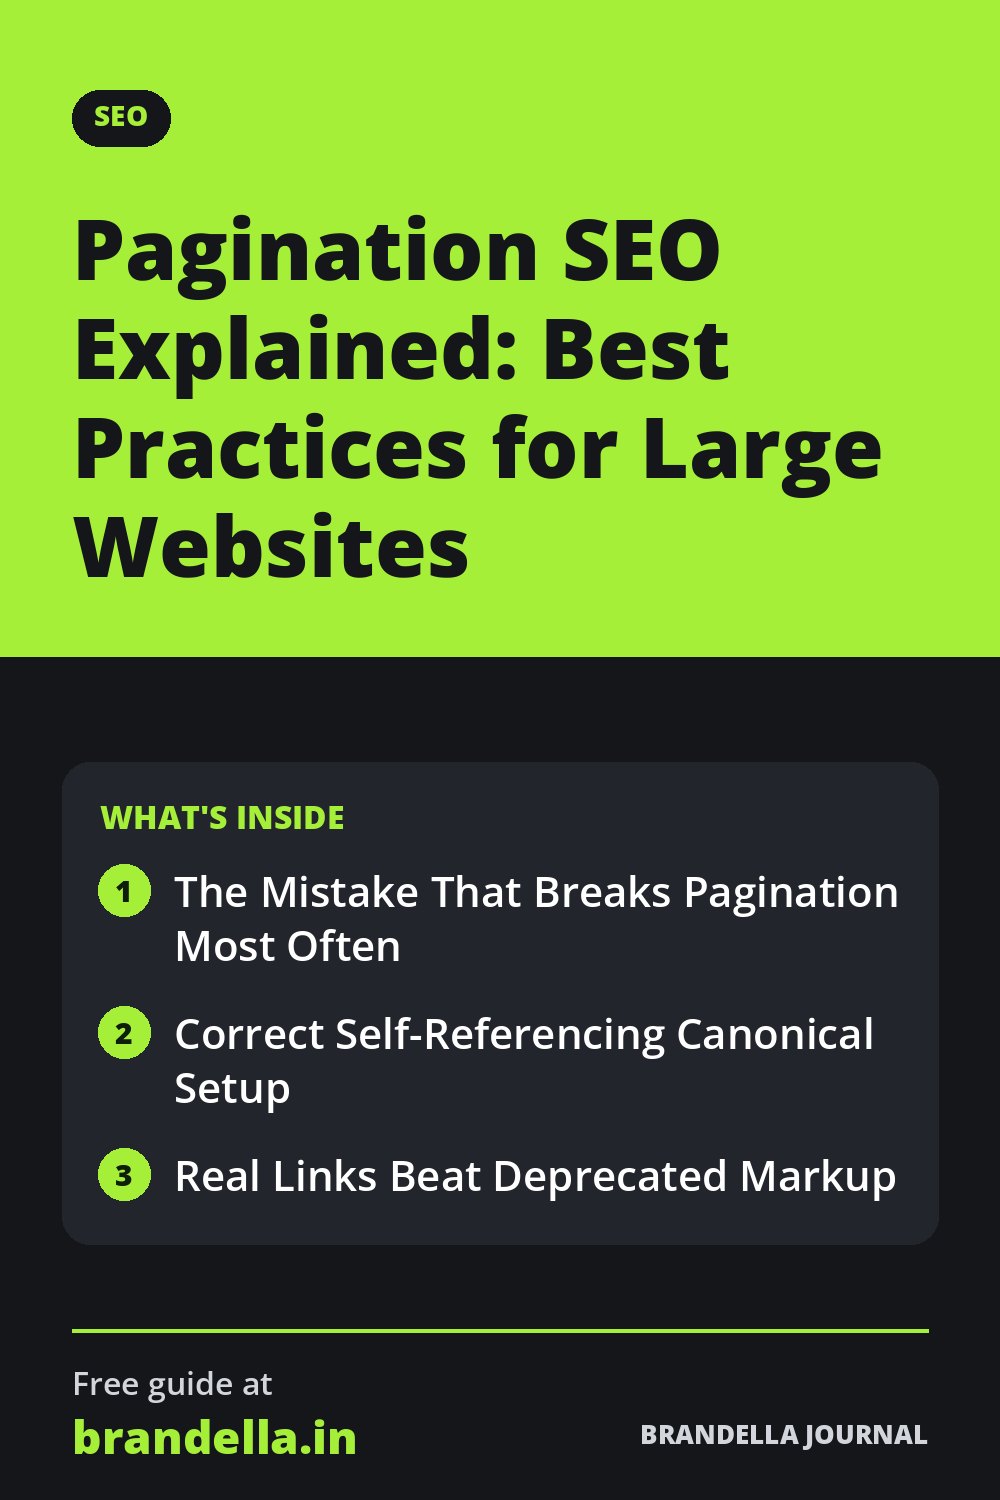 SEO
Pagination SEO
Explained: Best
Practices for Large
Websites
WHAT'S INSIDE
1 The Mistake That Breaks Pagination
Most Often
2 Correct Self-Referencing Canonical
Setup
3 Real Links Beat Deprecated Markup
Free guide at
brandella.in
BRANDELLA JOURNAL